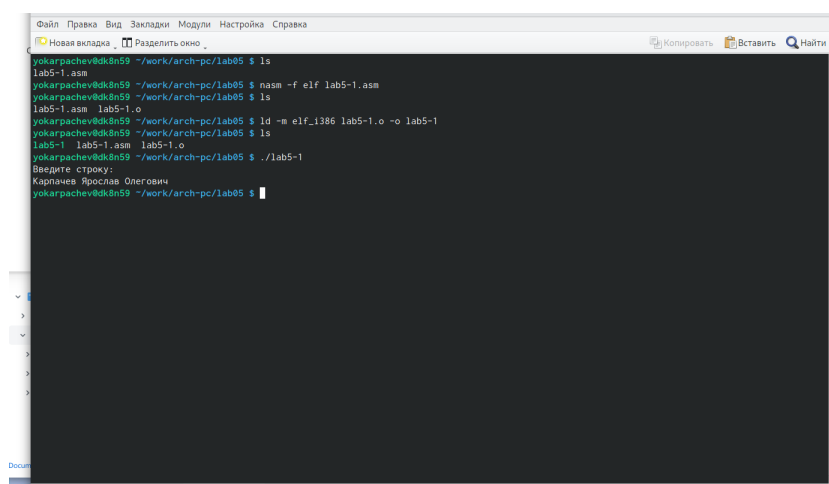 Файл Правка Вид Закладки Модули Настройка Справка
Новая вкладка Разделить окно Копировать Вставить Найти
yokarpachev@dk8n59 ~/work/arch-pc/lab05 $ ls
lab5-1.asm
yokarpachev@dk8n59 ~/work/arch-pc/lab05 $ nasm -f elf lab5-1.asm
yokarpachev@dk8n59 ~/work/arch-pc/lab05 $ ls
lab5-1.asm lab5-1.o
yokarpachev@dk8n59 ~/work/arch-pc/lab05 $ ld -m elf_i386 lab5-1.o -o lab5-1
yokarpachev@dk8n59 ~/work/arch-pc/lab05 $ ls
lab5-1 lab5-1.asm lab5-1.o
yokarpachev@dk8n59 ~/work/arch-pc/lab05 $ ./lab5-1
Введите строку:
Карпачев Ярослав Олегович
yokarpachev@dk8n59 ~/work/arch-pc/lab05 $
Docum